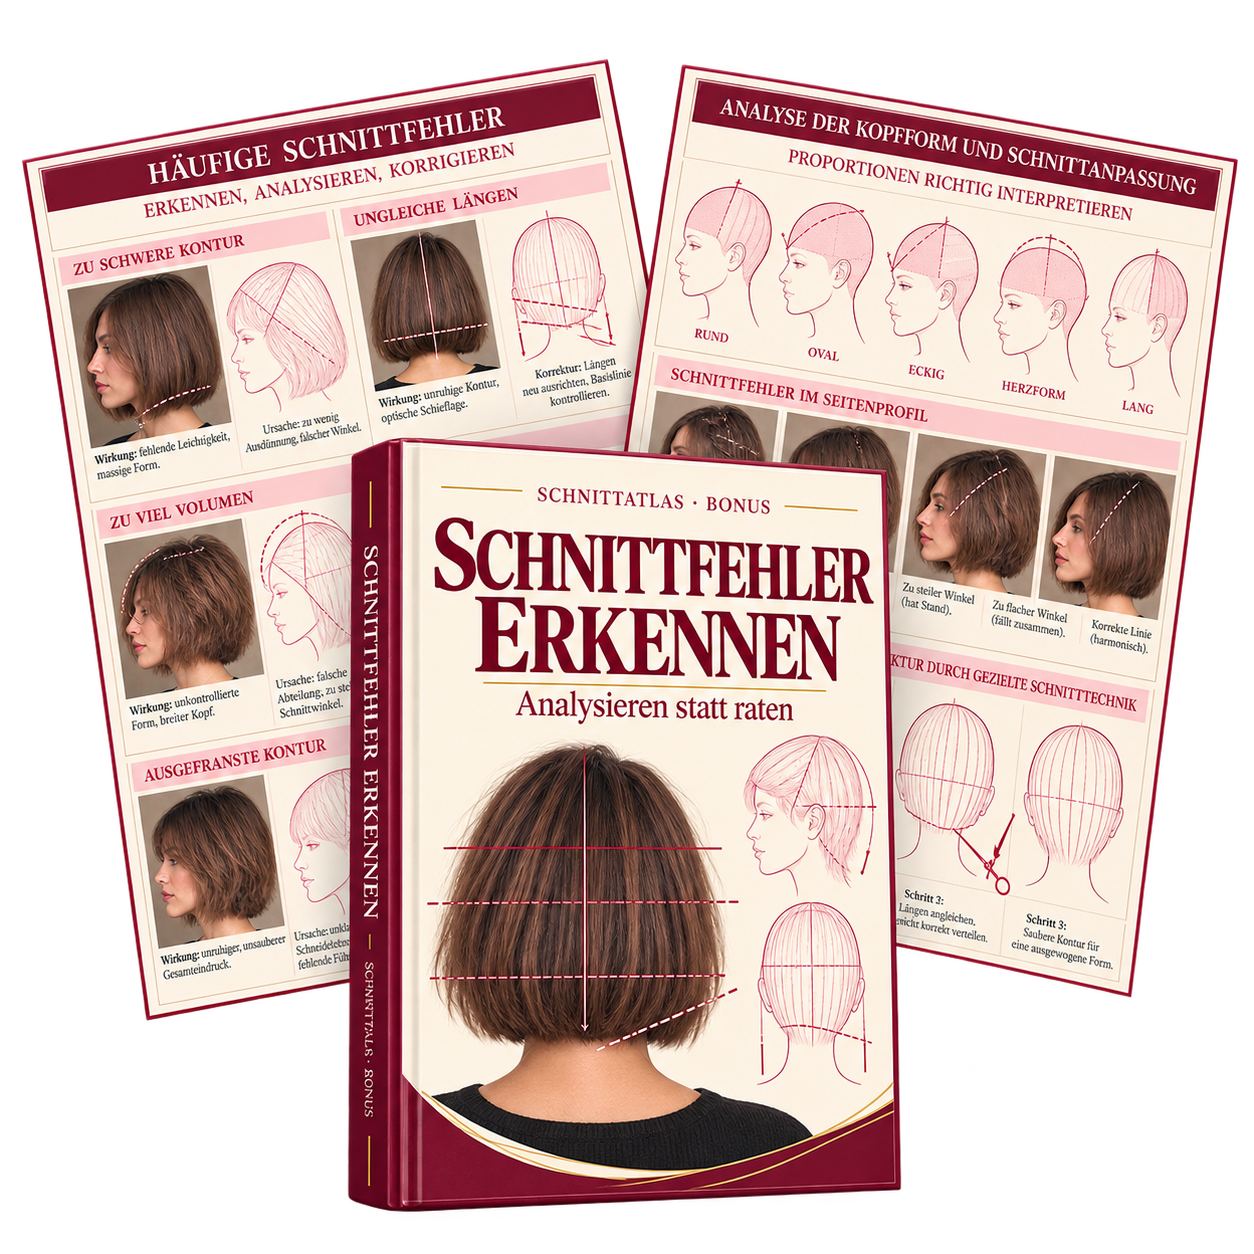 HÄUFIGE SCHNITTFEHLER
ERKENNEN, ANALYSIEREN, KORRIGIEREN
ZU SCHWERE KONTUR
Wirkung: fehlende Leichtigkeit,
massige Form.
Ursache: zu wenig
Ausdünnung, falscher Winkel.
UNGLEICHE LÄNGEN
Wirkung: unruhige Kontur,
optische Schieflage.
Korrektur: Längen
neu ausrichten, Basislinie
kontrollieren.
ZU VIEL VOLUMEN
Wirkung: unkontrollierte
Form, breiter Kopf.
Ursache: falsche
Abteilung, zu
Schnittwinkel.
AUSGEFRANSTE KONTUR
Wirkung: unruhiger, unsauberer
Gesamteindruck.
Ursache:
fehlende
ANALYSE DER KOPFFORM UND SCHNITTANPASSUNG
PROPORTIONEN RICHTIG INTERPRETIEREN
RUND
OVAL
ECKIG
HERZFORM
LANG
SCHNITTFEHLER IM SEITENPROFIL
Zu steiler Winkel
(hat Stand).
Zu flacher Winkel
(fällt zusammen).
Korrekte Linie
(harmonisch).
KTUR DURCH GEZIELTE SCHNITTTECHNIK
Schritt 3:
Längen angleichen,
korrekt verteilen.
Schritt 3:
Saubere Kontur für
eine ausgewogene Form.
SCHNITTATLAS · BONUS
SCHNITTFEHLER
ERKENNEN
Analysieren statt raten
SCHNITTFEHLER ERKENNEN